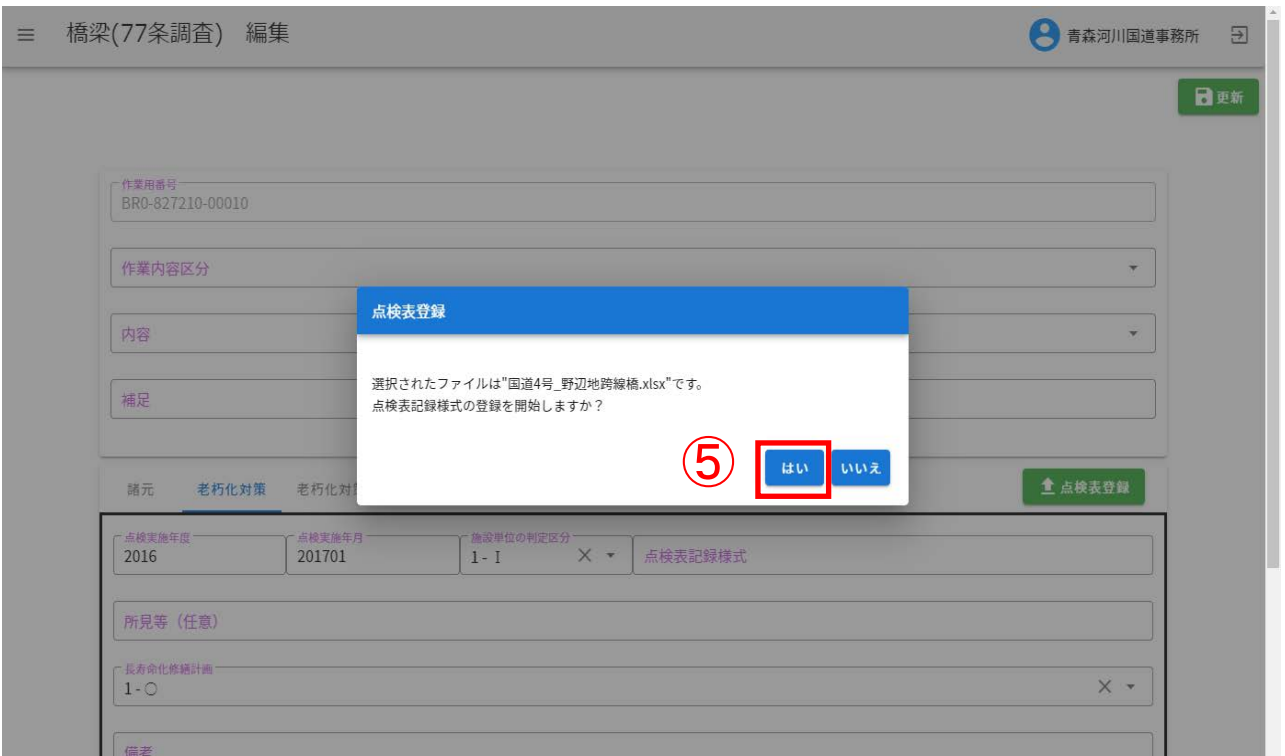 橋梁(77条調査)　編集
青森河川国道事務所
更新
作業用番号
BR0-827210-00010
作業内容区分
内容
補足
点検表登録
選択されたファイルは"国道4号_野辺地跨線橋.xlsx"です。
点検表記録様式の登録を開始しますか？
⑤
はい
いいえ
諸元
老朽化対策
老朽化対
点検表登録
点検実施年度
2016
点検実施年月
201701
施設単位の判定区分
1 - Ⅰ
点検表記録様式
所見等（任意）
長寿命化修繕計画
1 - 〇
備考